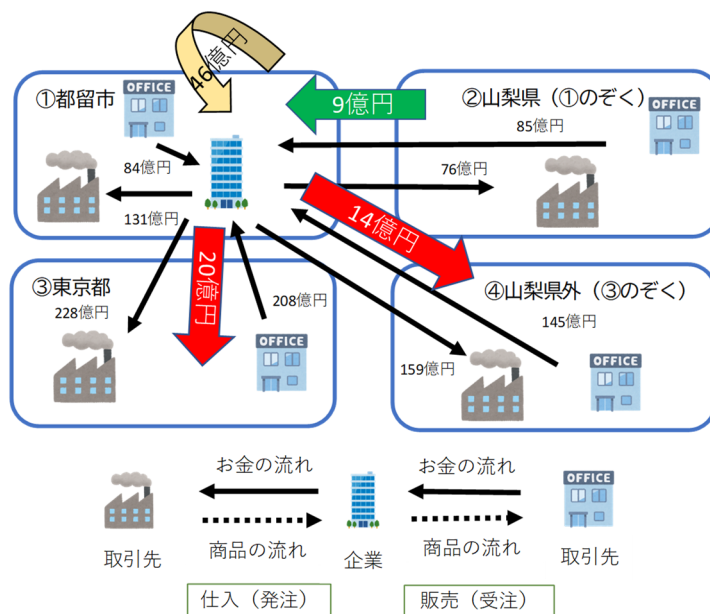 46億円
①都留市
OFFICE
84億円
131億円
9億円
②山梨県（①のぞく）
OFFICE
85億円
76億円
14億円
20億円
③東京都
228億円
208億円
OFFICE
④山梨県外（③のぞく）
145億円
159億円
OFFICE
お金の流れ
お金の流れ
OFFICE
商品の流れ
商品の流れ
取引先
企業
取引先
仕入（発注）
販売（受注）